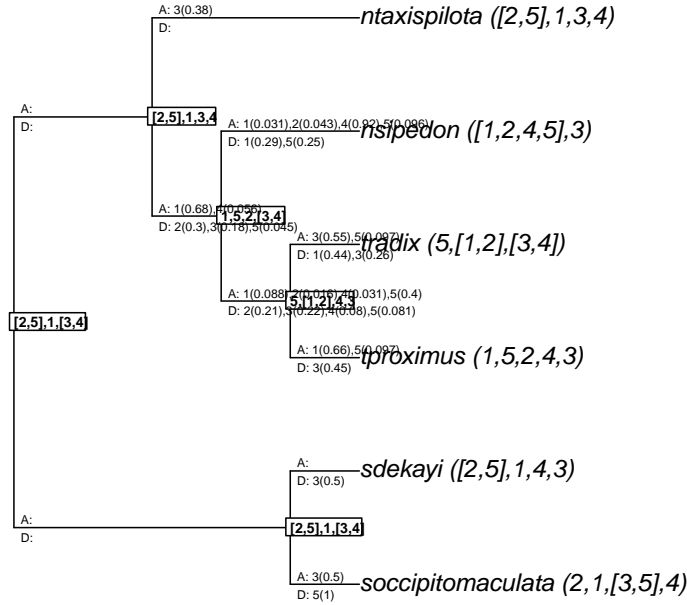 A: 3(0.38)
ntaxispilota ([2,5],1,3,4)
D:
A:
[2,5],1,3,4
D:
A: 1(0.031),2(0.043),4(0.92),5(0.096)
nsipedon ([1,2,4,5],3)
D: 1(0.29),5(0.25)
A: 1(0.68),4(0.056)
1,5,2,[3,4]
D: 2(0.3),3(0.18),5(0.045)
A: 3(0.55),5(0.097)
tradix (5,[1,2],[3,4])
D: 1(0.44),3(0.26)
A: 1(0.088),2(0.016),4(0.031),5(0.4)
5,[1,2],4,3
D: 2(0.21),3(0.22),4(0.08),5(0.081)
[2,5],1,[3,4]
A: 1(0.66),5(0.097)
tproximus (1,5,2,4,3)
D: 3(0.45)
A:
sdekayi ([2,5],1,4,3)
D: 3(0.5)
A:
[2,5],1,[3,4]
D:
A: 3(0.5)
soccipitomaculata (2,1,[3,5],4)
D: 5(1)